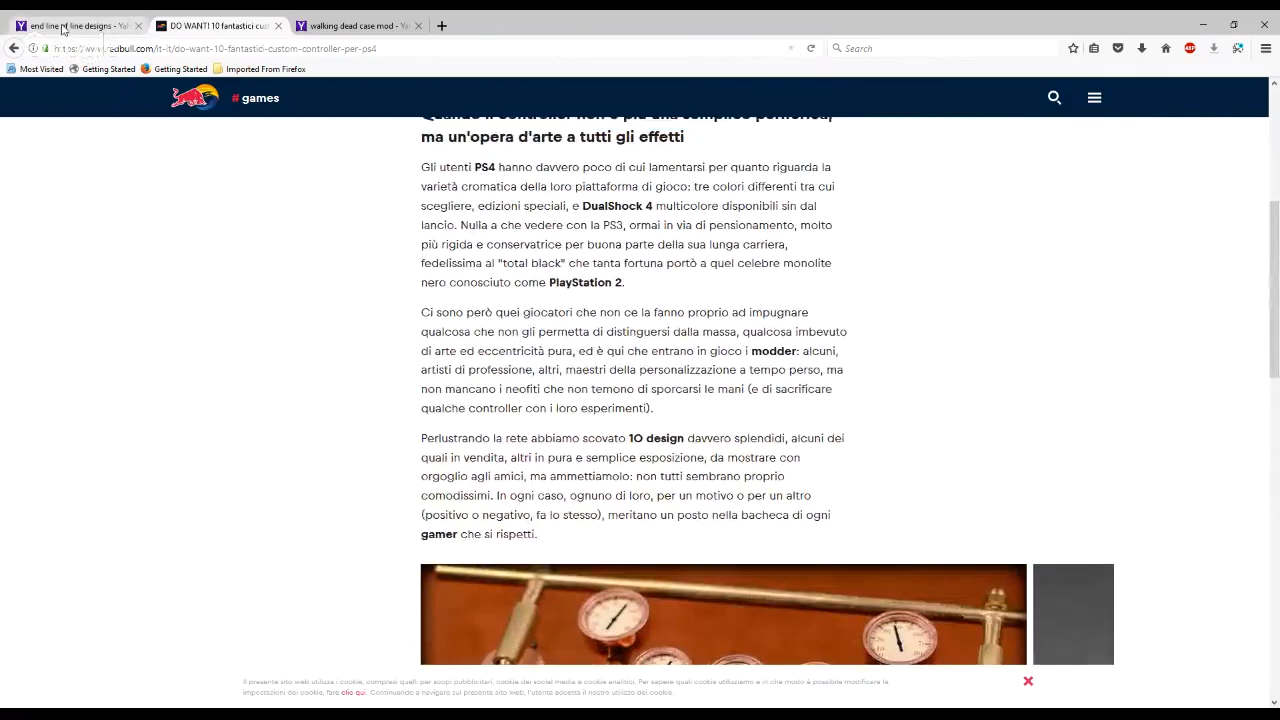 end line of line designs - Yah
DO WANT! 10 fantastici cust
walking dead case mod - Ya
https://www.redbull.com/it-it/do-want-10-fantastici-custom-controller-per-ps4
Search
Most Visited
Getting Started
Getting Started
Imported From Firefox
# games
Quando il controller non è più una semplice periferica,
ma un'opera d'arte a tutti gli effetti
Gli utenti PS4 hanno davvero poco di cui lamentarsi per quanto riguarda la
varietà cromatica della loro piattaforma di gioco: tre colori differenti tra cui
scegliere, edizioni speciali, e DualShock 4 multicolore disponibili sin dal
lancio. Nulla a che vedere con la PS3, ormai in via di pensionamento, molto
più rigida e conservatrice per buona parte della sua lunga carriera,
fedelissima al "total black" che tanta fortuna portò a quel celebre monolite
nero conosciuto come PlayStation 2.
Ci sono però quei giocatori che non ce la fanno proprio ad impugnare
qualcosa che non gli permetta di distinguersi dalla massa, qualcosa imbevuto
di arte ed eccentricità pura, ed è qui che entrano in gioco i modder: alcuni,
artisti di professione, altri, maestri della personalizzazione a tempo perso, ma
non mancano i neofiti che non temono di sporcarsi le mani (e di sacrificare
qualche controller con i loro esperimenti).
Perlustrando la rete abbiamo scovato 10 design davvero splendidi, alcuni dei
quali in vendita, altri in pura e semplice esposizione, da mostrare con
orgoglio agli amici, ma ammettiamolo: non tutti sembrano proprio
comodissimi. In ogni caso, ognuno di loro, per un motivo o per un altro
(positivo o negativo, fa lo stesso), meritano un posto nella bacheca di ogni
gamer che si rispetti.
Il presente sito web utilizza i cookie, compresi quelli per scopi pubblicitari, cookie dei social media e cookie analitici. Per sapere quali cookie utilizziamo e in che modo è possibile modificare le
impostazioni dei cookie, fare clic qui. Continuando a navigare sul presente sito web, l'utente accetta il nostro utilizzo dei cookie.